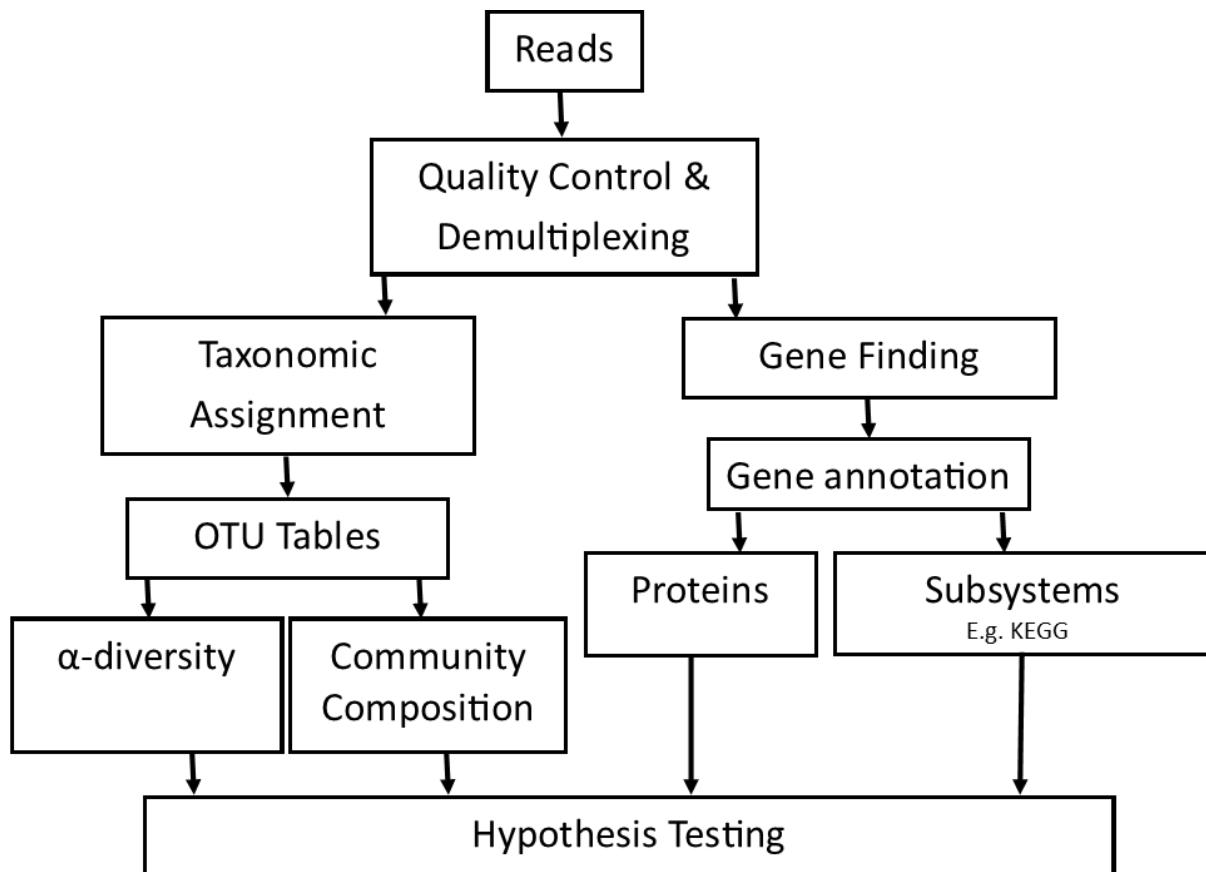 Reads
Quality Control &
Demultiplexing
Taxonomic
Assignment
Gene Finding
Gene annotation
OTU Tables
Proteins
Subsystems
E.g. KEGG
α-diversity
Community
Composition
Hypothesis Testing